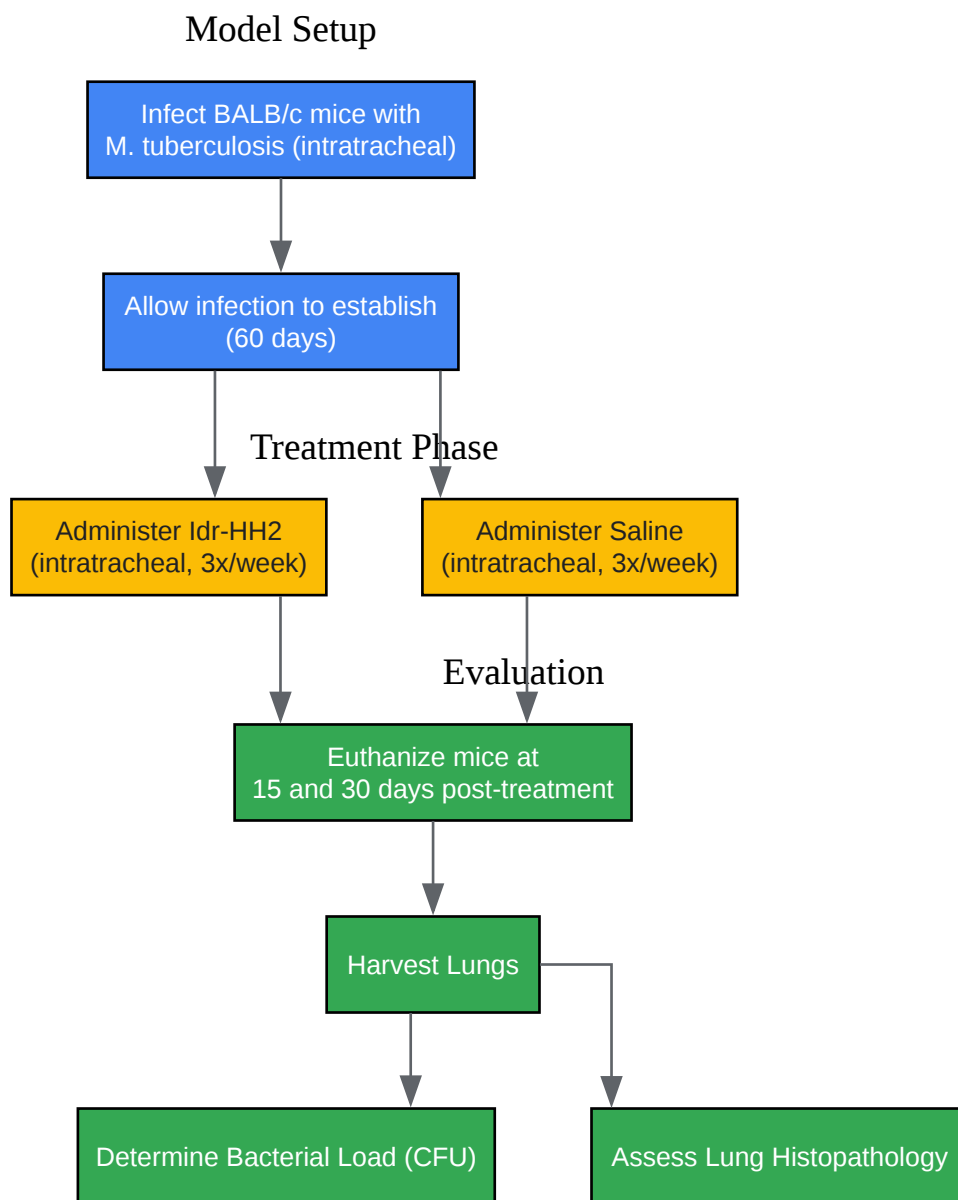 Model Setup
Infect BALB/c mice with
M. tuberculosis (intratracheal)
Allow infection to establish
(60 days)
Treatment Phase
Administer Idr-HH2
(intratracheal, 3x/week)
Administer Saline
(intratracheal, 3x/week)
Evaluation
Euthanize mice at
15 and 30 days post-treatment
Harvest Lungs
Determine Bacterial Load (CFU)
Assess Lung Histopathology